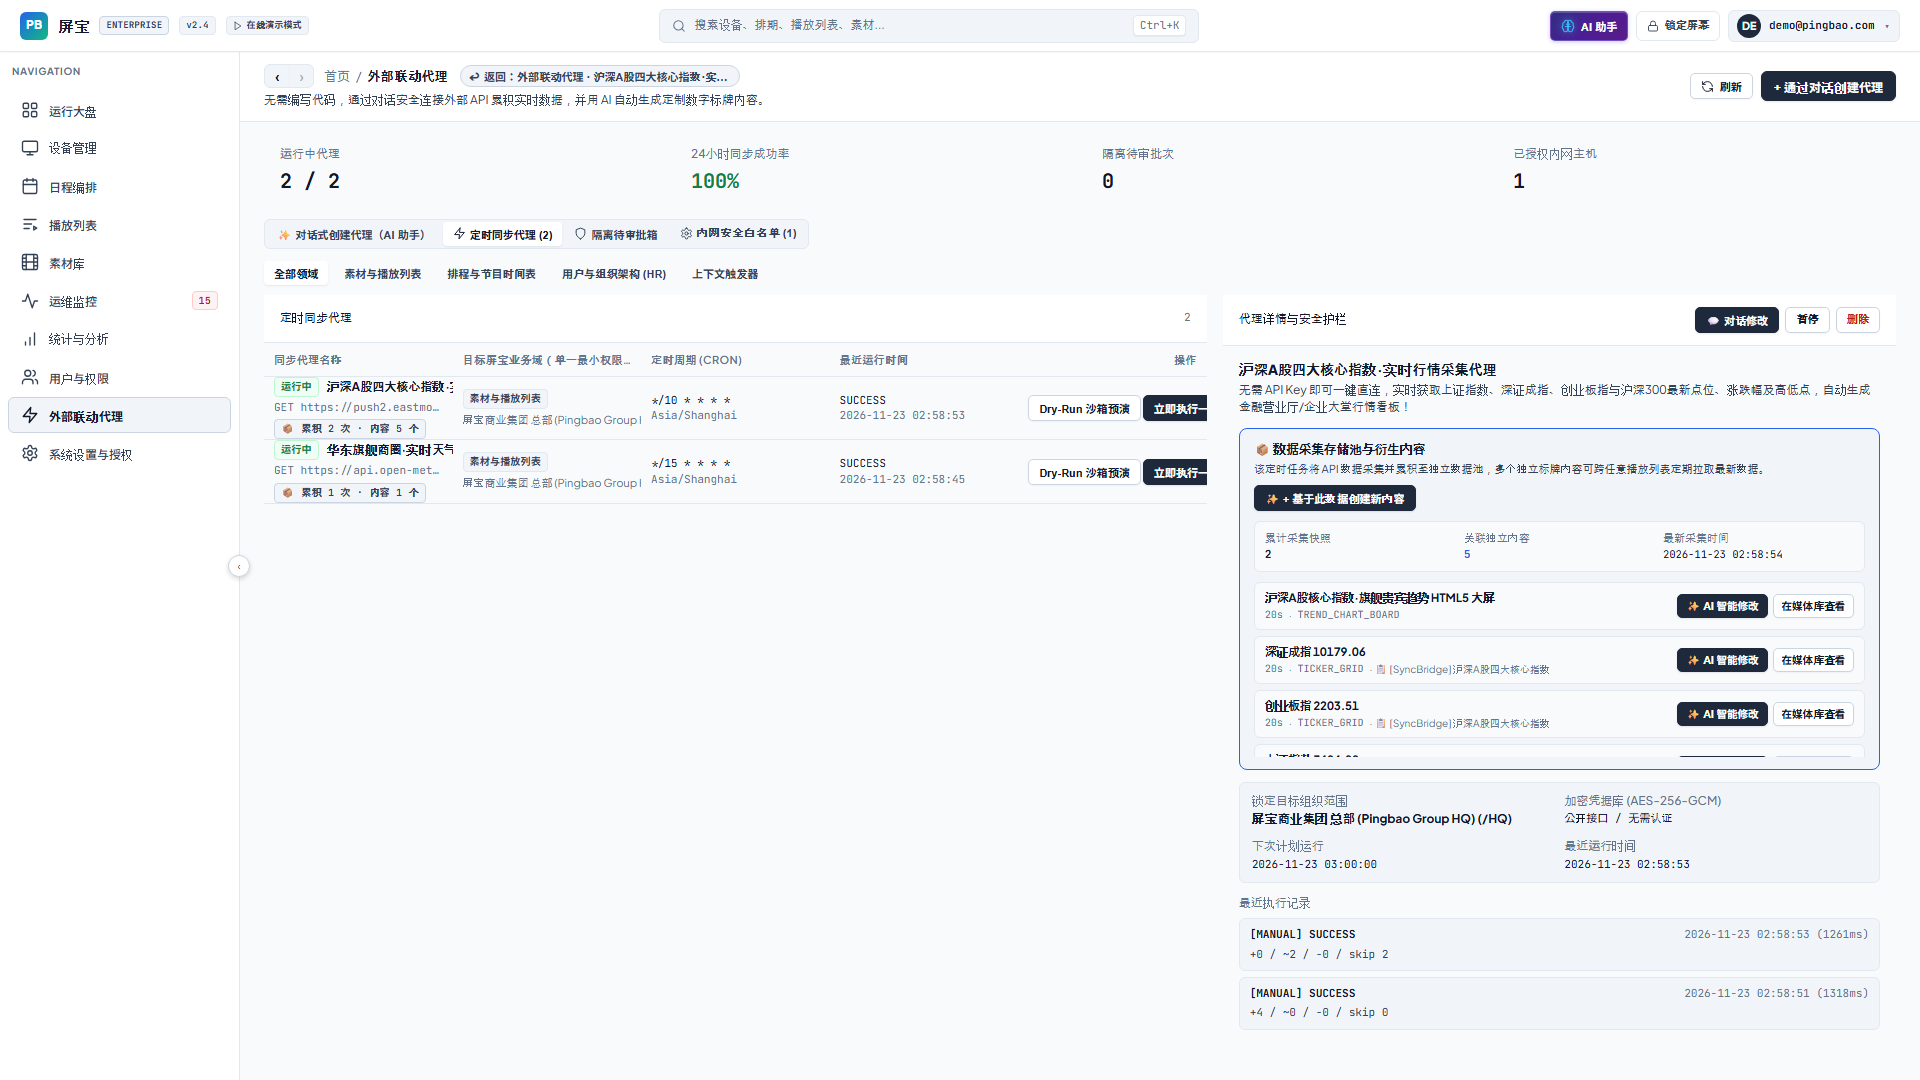 PB 屏宝 ENTERPRISE v2.4 ▷ 在线演示模式
搜索设备、排期、播放列表、素材... Ctrl+K
AI 助手 锁定屏幕 DE demo@pingbao.com
NAVIGATION
运行大盘
设备管理
日程编排
播放列表
素材库
运维监控 15
统计与分析
用户与权限
外部联动代理
系统设置与授权
‹ › 首页 / 外部联动代理 ↩ 返回：外部联动代理 · 沪深A股四大核心指数·实...
无需编写代码，通过对话安全连接外部 API 累积实时数据，并用 AI 自动生成定制数字标牌内容。
刷新 + 通过对话创建代理
运行中代理 24小时同步成功率 隔离待审批次 已授权内网主机
2 / 2 100% 0 1
✨ 对话式创建代理（AI 助手） 定时同步代理 (2) 隔离待审批箱 内网安全白名单 (1)
全部领域 素材与播放列表 排程与节目时间表 用户与组织架构 (HR) 上下文触发器
定时同步代理 2
同步代理名称 目标屏宝业务域（单一最小权限... 定时周期 (CRON) 最近运行时间 操作
运行中 沪深A股四大核心指数·
GET https://push2.eastmo…
累积 2 次 · 内容 5 个
素材与播放列表
屏宝商业集团 总部 (Pingbao Group
*/10 * * * *
Asia/Shanghai
SUCCESS
2026-11-23 02:58:53
Dry-Run 沙箱预演 立即执行一
运行中 华东旗舰商圈·实时天气
GET https://api.open-met…
累积 1 次 · 内容 1 个
素材与播放列表
屏宝商业集团 总部 (Pingbao Group
*/15 * * * *
Asia/Shanghai
SUCCESS
2026-11-23 02:58:45
Dry-Run 沙箱预演 立即执行一
代理详情与安全护栏 对话修改 暂停 删除
沪深A股四大核心指数·实时行情采集代理
无需 API Key 即可一键直连，实时获取上证指数、深证成指、创业板指与沪深300最新点位、涨跌幅及高低点，自动生成
金融营业厅/企业大堂行情看板！
数据采集存储池与衍生内容
该定时任务将 API 数据采集并累积至独立数据池，多个独立标牌内容可跨任意播放列表定期拉取最新数据。
✨ + 基于此数据创建新内容
累计采集快照 关联独立内容 最新采集时间
2 5 2026-11-23 02:58:54
沪深A股核心指数·旗舰贵宾趋势 HTML5 大屏
20s · TREND_CHART_BOARD
✨ AI 智能修改 在媒体库查看
深证成指 10179.06
20s · TICKER_GRID · [SyncBridge]沪深A股四大核心指数
✨ AI 智能修改 在媒体库查看
创业板指 2203.51
20s · TICKER_GRID · [SyncBridge]沪深A股四大核心指数
✨ AI 智能修改 在媒体库查看
锁定目标组织范围 加密凭据库 (AES-256-GCM)
屏宝商业集团 总部 (Pingbao Group HQ) (/HQ) 公开接口 / 无需认证
下次计划运行 最近运行时间
2026-11-23 03:00:00 2026-11-23 02:58:53
最近执行记录
[MANUAL] SUCCESS 2026-11-23 02:58:53 (1261ms)
+0 / ~2 / -0 / skip 2
[MANUAL] SUCCESS 2026-11-23 02:58:51 (1318ms)
+4 / ~0 / -0 / skip 0